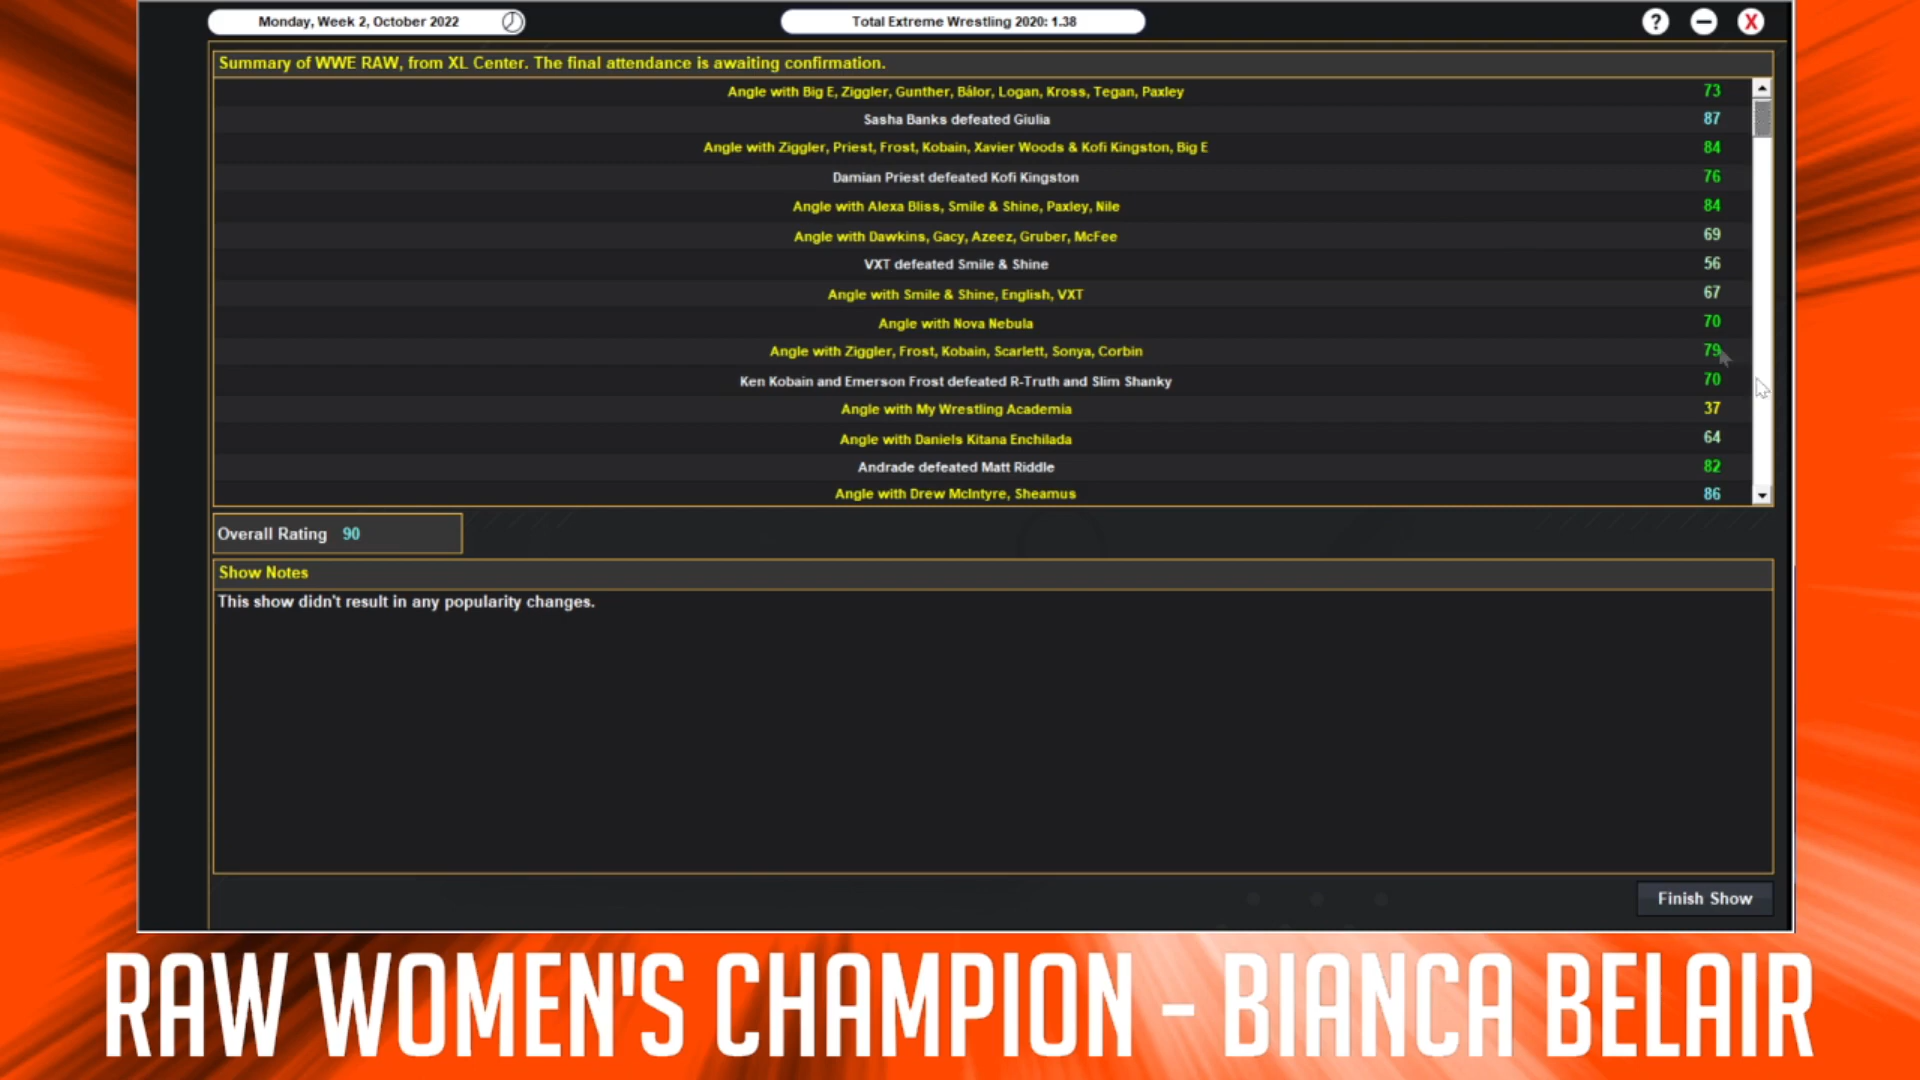 Monday, Week 2, October 2022
Total Extreme Wrestling 2020: 1.38
? − X
Summary of WWE RAW, from XL Center. The final attendance is awaiting confirmation.
Angle with Big E, Ziggler, Gunther, Bálor, Logan, Kross, Tegan, Paxley 73
Sasha Banks defeated Giulia 87
Angle with Ziggler, Priest, Frost, Kobain, Xavier Woods & Kofi Kingston, Big E 84
Damian Priest defeated Kofi Kingston 76
Angle with Alexa Bliss, Smile & Shine, Paxley, Nile 84
Angle with Dawkins, Gacy, Azeez, Gruber, McFee 69
VXT defeated Smile & Shine 56
Angle with Smile & Shine, English, VXT 67
Angle with Nova Nebula 70
Angle with Ziggler, Frost, Kobain, Scarlett, Sonya, Corbin 79
Ken Kobain and Emerson Frost defeated R-Truth and Slim Shanky 70
Angle with My Wrestling Academia 37
Angle with Daniels Kitana Enchilada 64
Andrade defeated Matt Riddle 82
Angle with Drew McIntyre, Sheamus 86
Overall Rating 90
Show Notes
This show didn't result in any popularity changes.
Finish Show
RAW WOMEN'S CHAMPION - BIANCA BELAIR